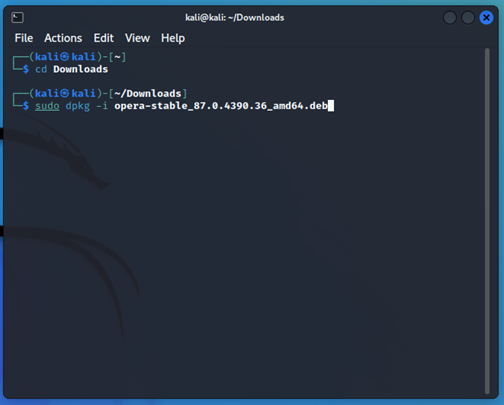 kali@kali: ~/Downloads
File Actions Edit View Help
┌──(kali㉿kali)-[~]
└─$ cd Downloads
┌──(kali㉿kali)-[~/Downloads]
└─$ sudo dpkg -i opera-stable_87.0.4390.36_amd64.deb